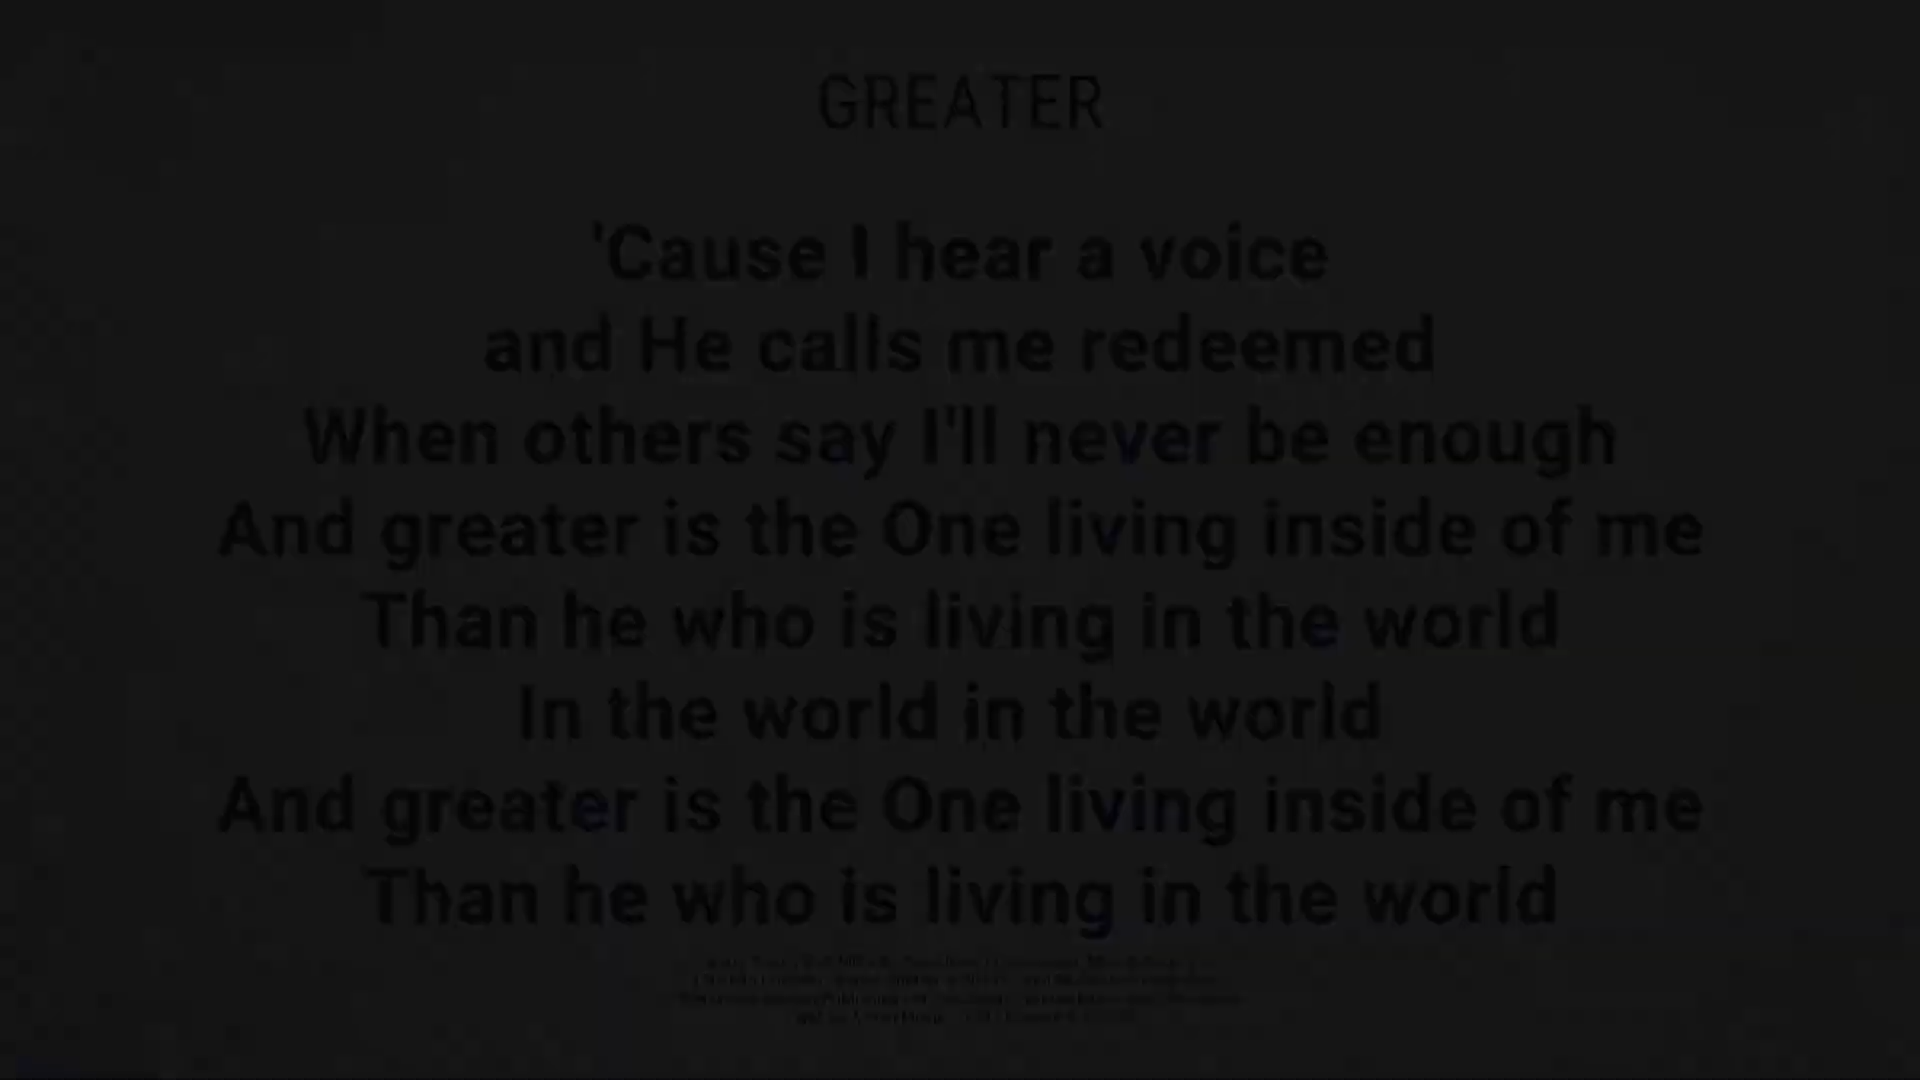 GREATER
'Cause I hear a voice
and He calls me redeemed
When others say I'll never be enough
And greater is the One living inside of me
Than he who is living in the world
In the world in the world
And greater is the One living inside of me
Than he who is living in the world